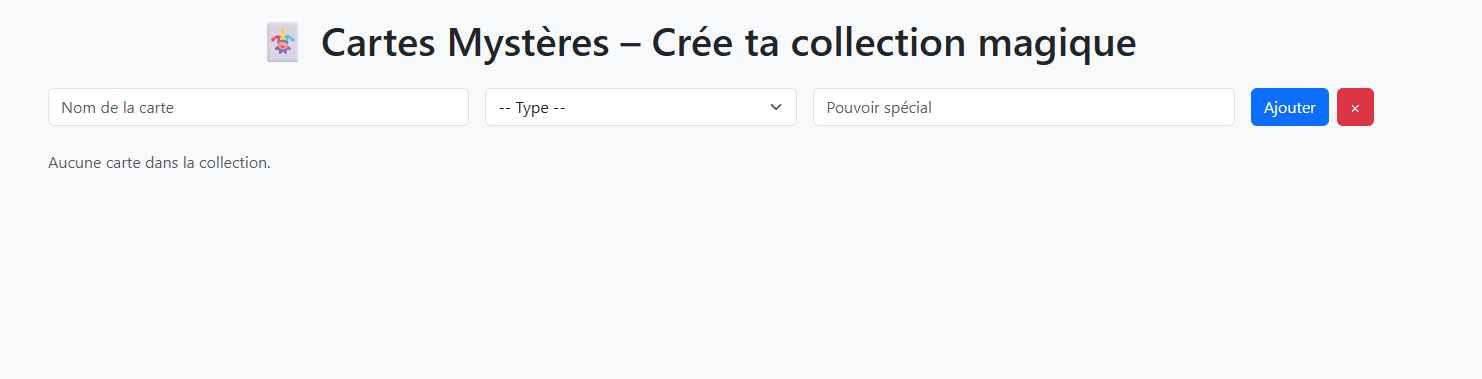 🃏 Cartes Mystères – Crée ta collection magique
Nom de la carte -- Type -- Pouvoir spécial Ajouter ×
Aucune carte dans la collection.